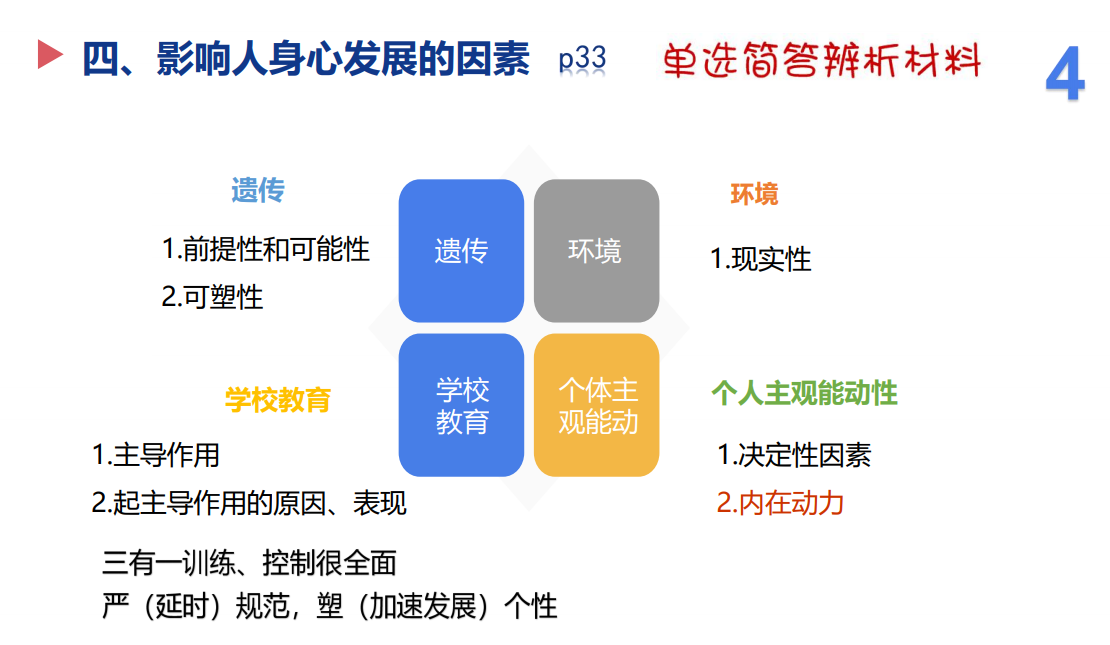 四、影响人身心发展的因素 p33 单选简答辨析材料 4
遗传
1.前提性和可能性
2.可塑性
遗传
环境
环境
1.现实性
学校教育
1.主导作用
2.起主导作用的原因、表现
三有一训练、控制很全面
严（延时）规范，塑（加速发展）个性
学校
教育
个体主
观能动
个人主观能动性
1.决定性因素
2.内在动力